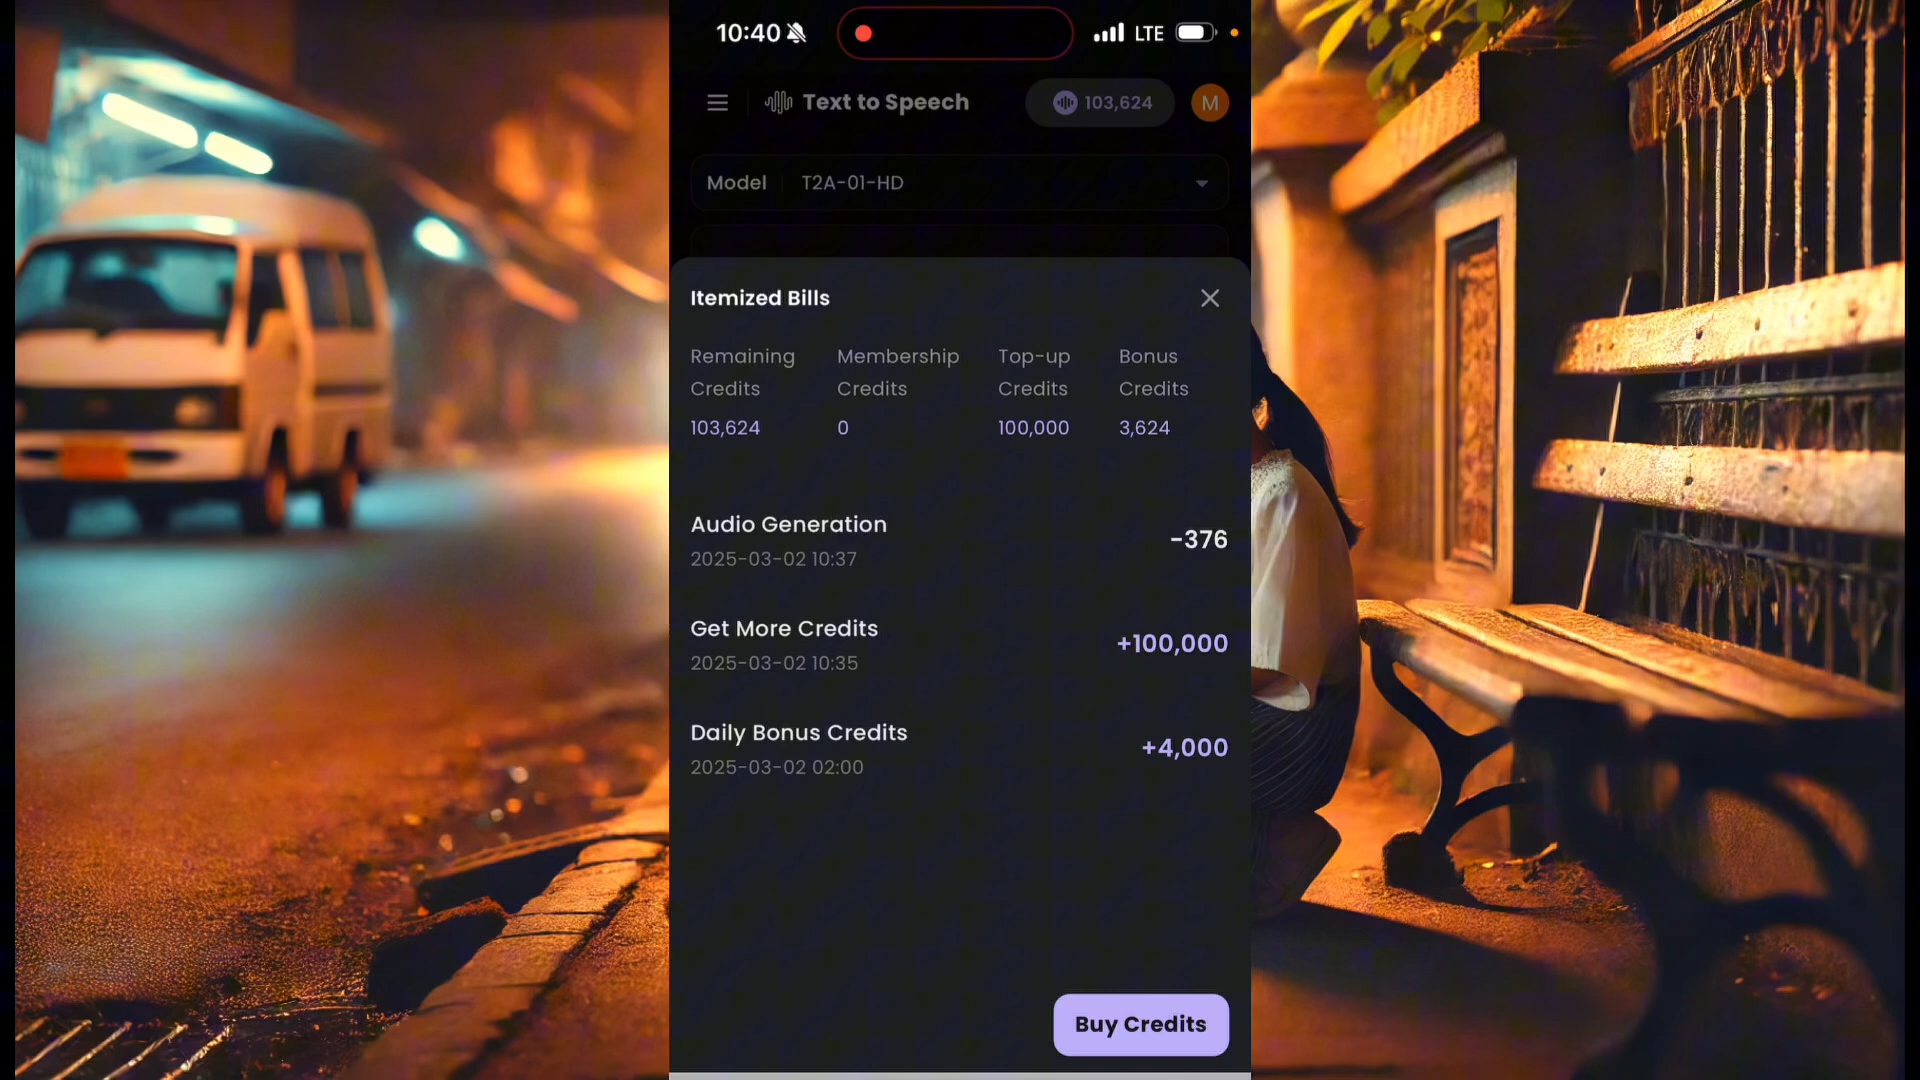 10:40 LTE
Text to Speech 103,624 M
Model T2A-01-HD
Itemized Bills
Remaining Credits Membership Credits Top-up Credits Bonus Credits
103,624 0 100,000 3,624
Audio Generation -376
2025-03-02 10:37
Get More Credits +100,000
2025-03-02 10:35
Daily Bonus Credits +4,000
2025-03-02 02:00
Buy Credits